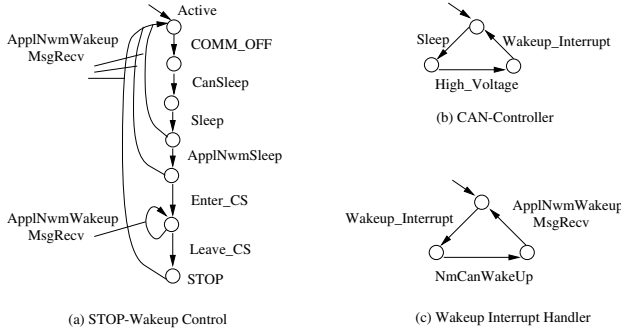 Active
ApplNwmWakeup
MsgRecv
COMM_OFF
CanSleep
Sleep
ApplNwmSleep
Enter_CS
ApplNwmWakeup
MsgRecv
Leave_CS
STOP
(a) STOP-Wakeup Control
Sleep
Wakeup_Interrupt
High_Voltage
(b) CAN-Controller
Wakeup_Interrupt
ApplNwmWakeup
MsgRecv
NmCanWakeUp
(c) Wakeup Interrupt Handler